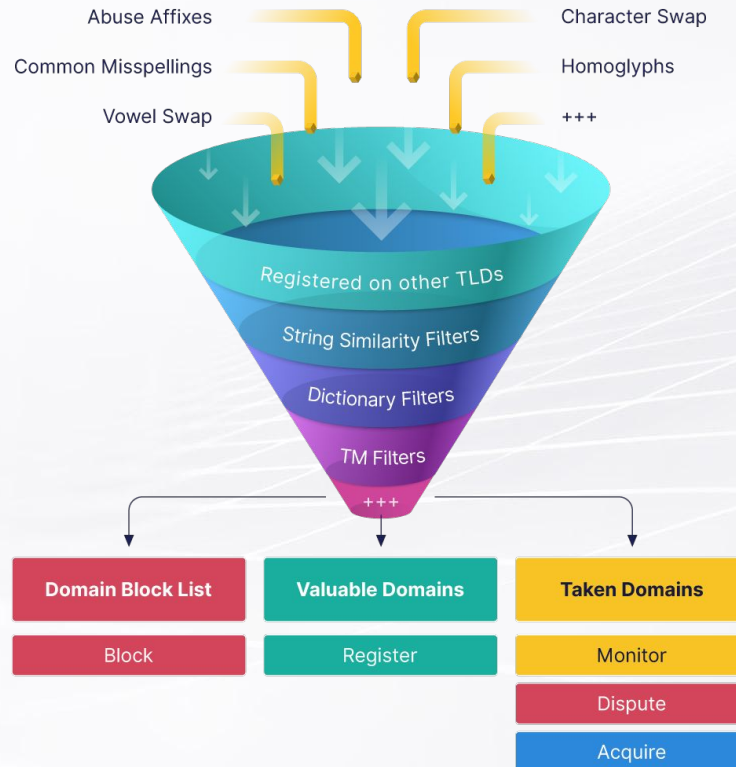 Abuse Affixes
Character Swap
Common Misspellings
Homoglyphs
Vowel Swap
+++
Registered on other TLDs
String Similarity Filters
Dictionary Filters
TM Filters
+++
Domain Block List
Valuable Domains
Taken Domains
Block
Register
Monitor
Dispute
Acquire